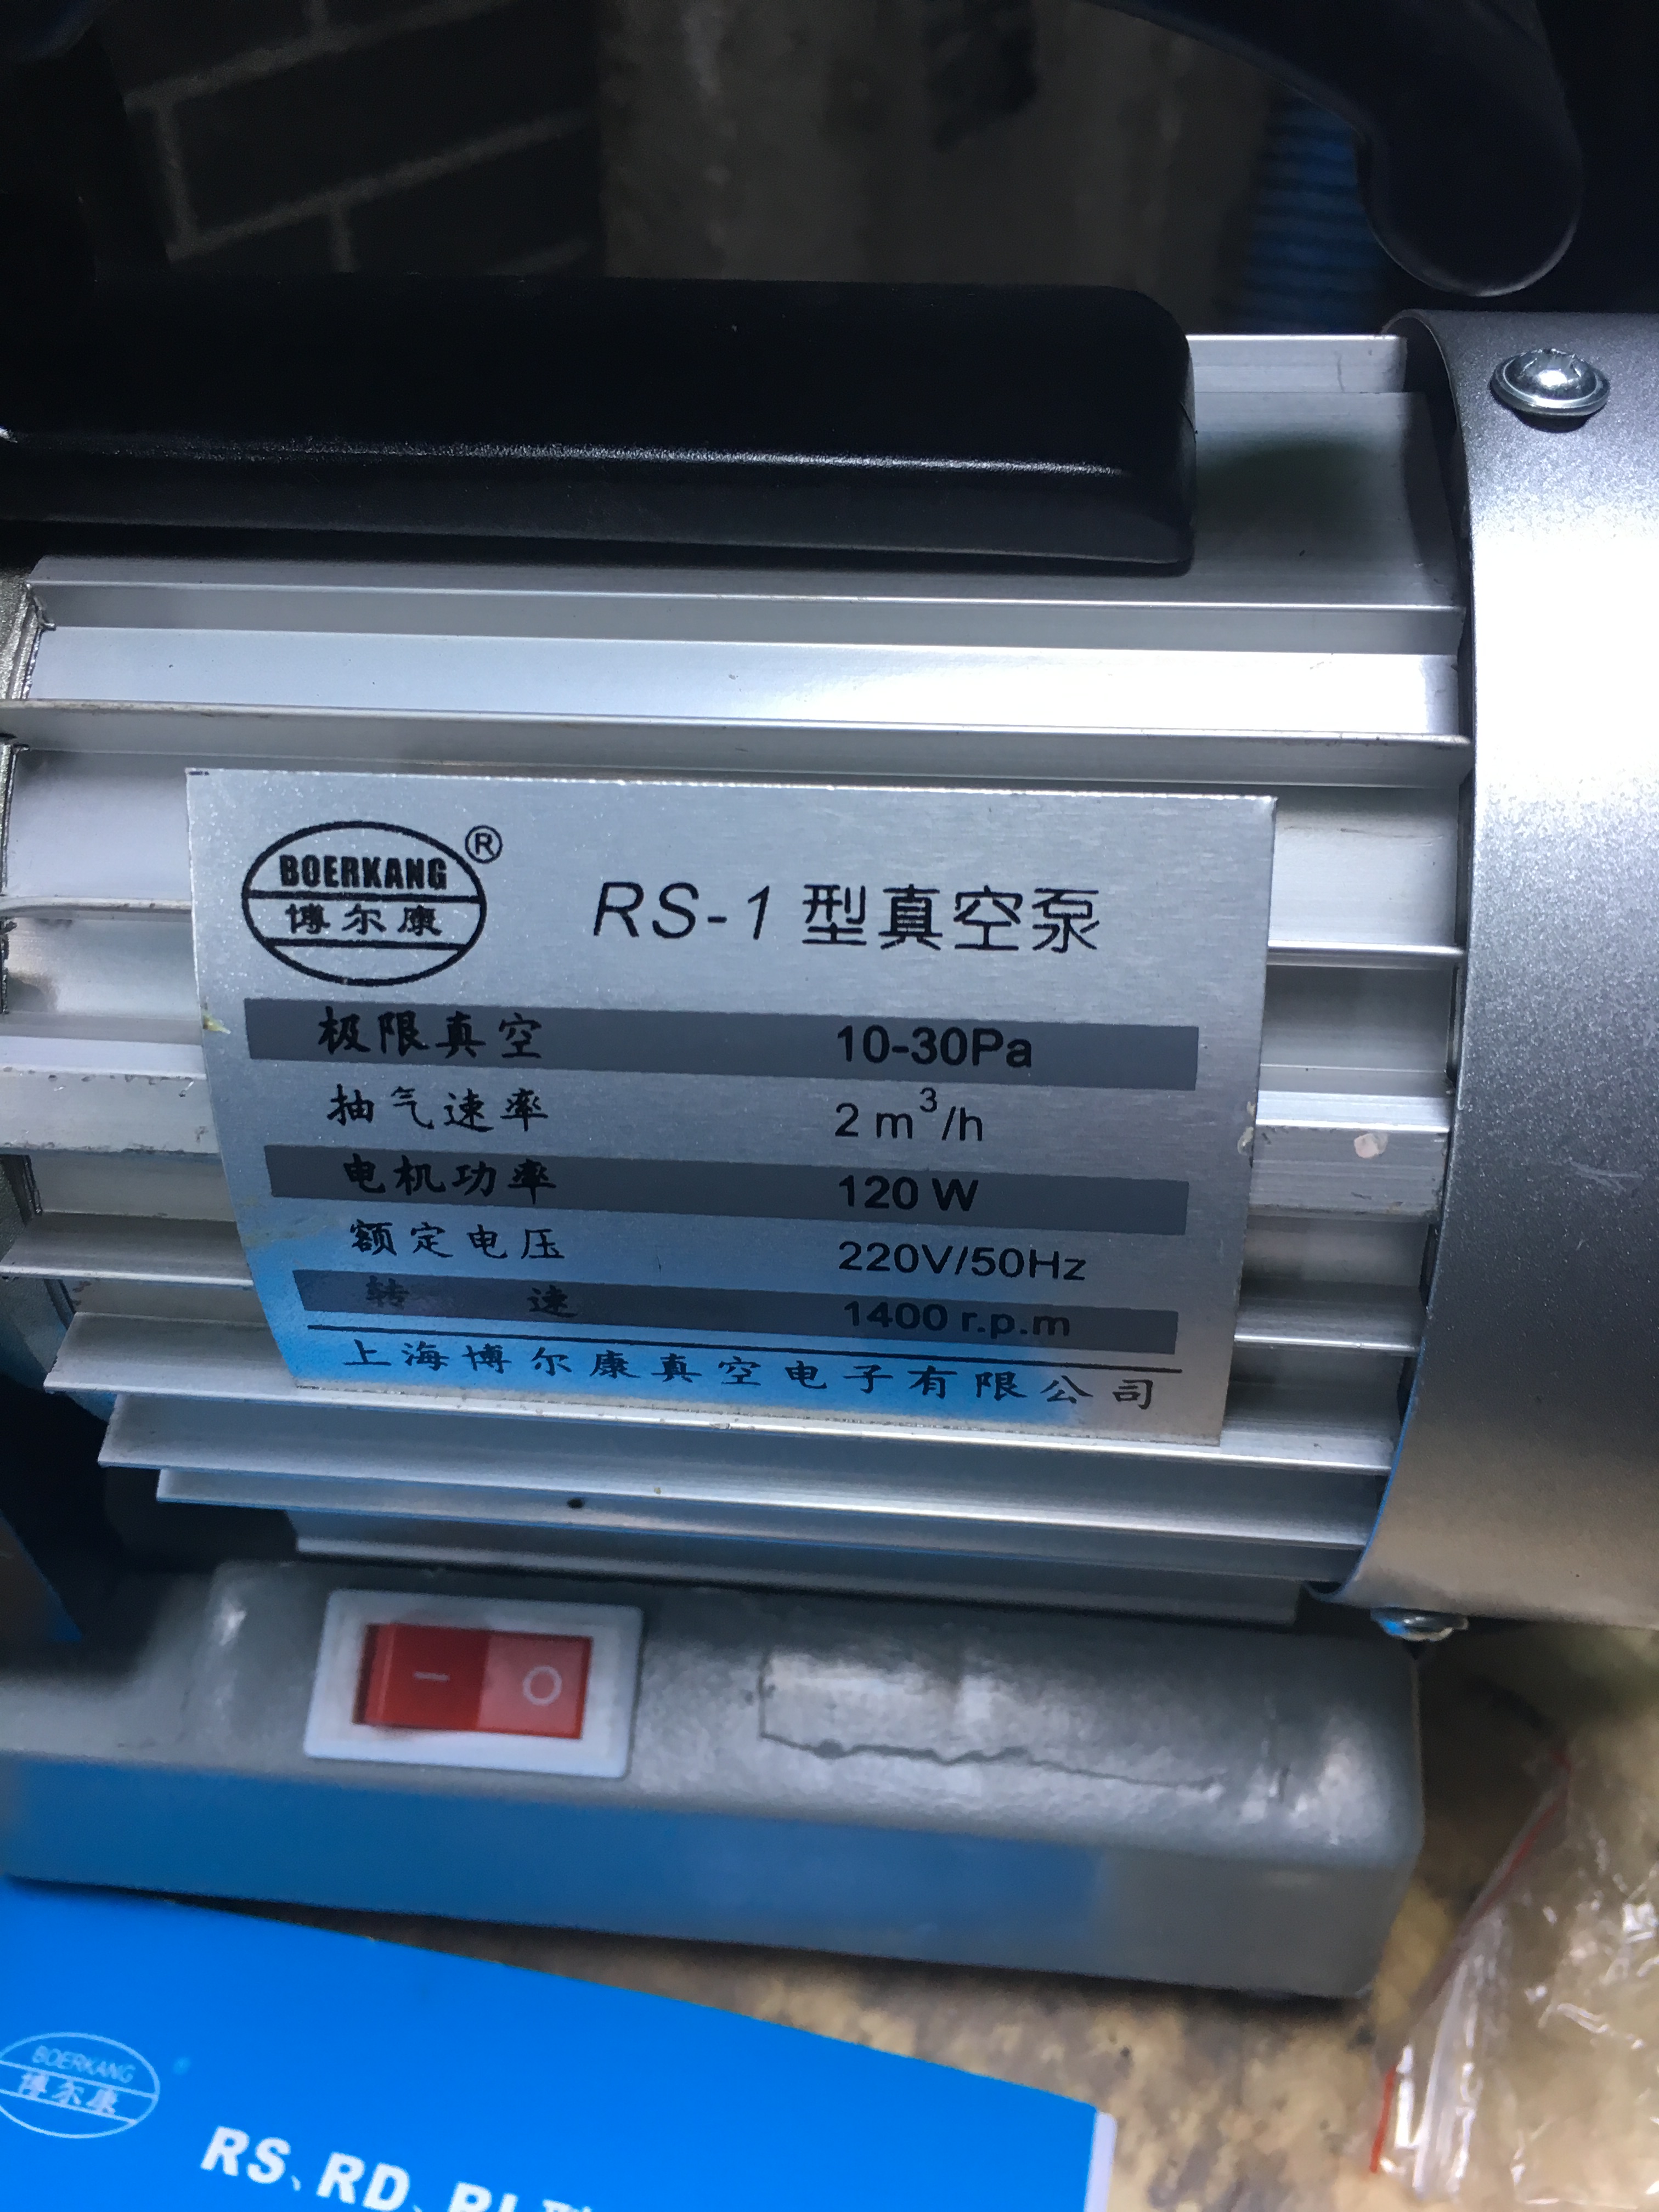 BOERKANG ®
博尔康
RS-1 型真空泵
极限真空 10-30Pa
抽气速率 2 m³/h
电机功率 120 W
额定电压 220V/50Hz
转 速 1400 r.p.m
上海博尔康真空电子有限公司
— O
BOERKANG
博尔康
RS、RD、